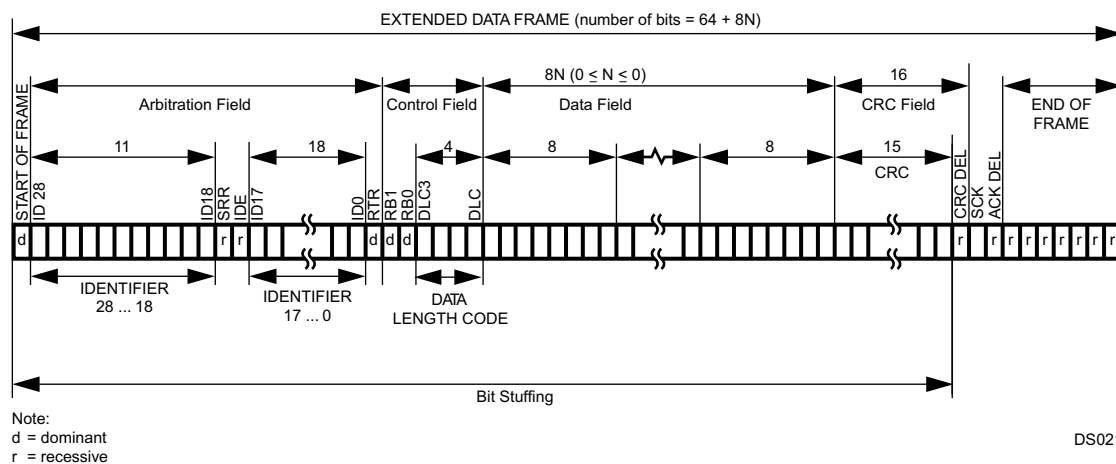 EXTENDED DATA FRAME (number of bits = 64 + 8N)
8N (0 ≤ N ≤ 0)
16
Arbitration Field
Control Field
Data Field
CRC Field
END OF
FRAME
11
18
4
8
8
15
CRC
START OF FRAME
ID 28
ID18
SRR
IDE
ID17
ID0
RTR
RB1
RB0
DLC3
DLC
CRC DEL
SCK
ACK DEL
d r r d d d r r r r r r r r r
IDENTIFIER
28 ... 18
IDENTIFIER
17 ... 0
DATA
LENGTH CODE
Bit Stuffing
Note:
d = dominant
r = recessive
DS02